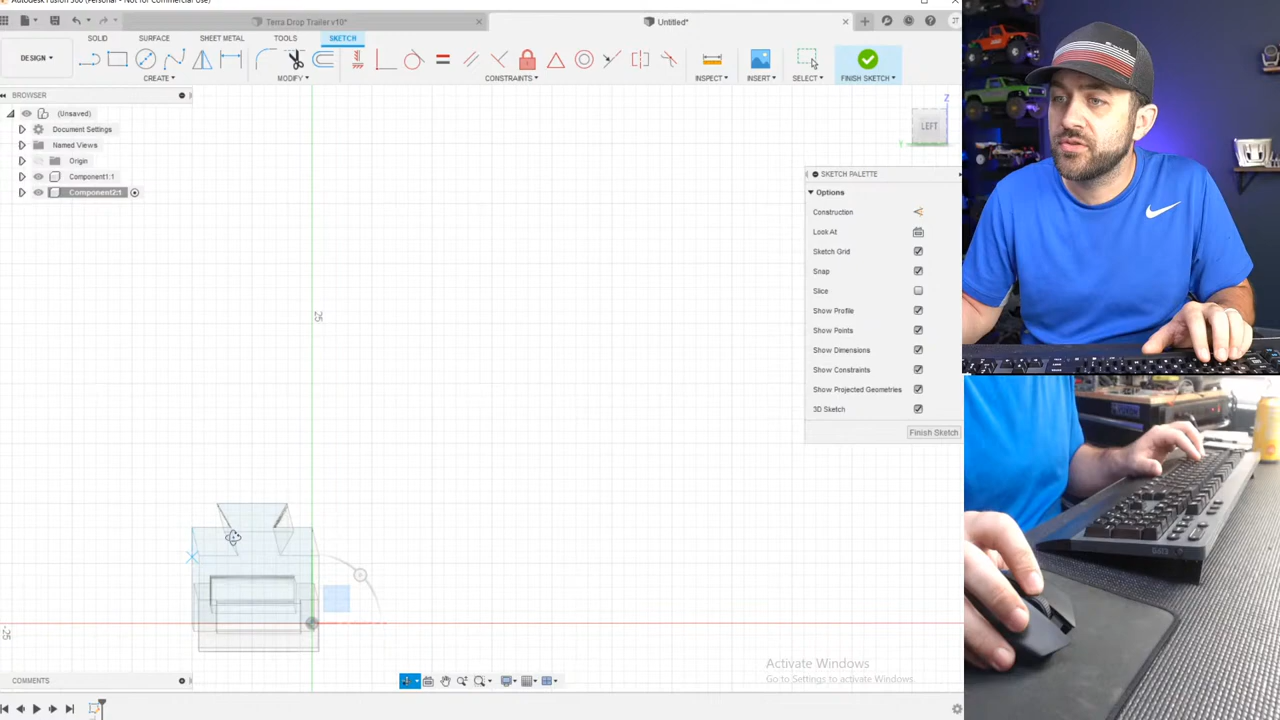 Autodesk Fusion 360 (Personal - Not for Commercial Use)
Terra Drop Trailer v10*
Untitled*
SOLID SURFACE SHEET METAL TOOLS SKETCH
DESIGN
CREATE MODIFY CONSTRAINTS INSPECT INSERT SELECT FINISH SKETCH
BROWSER
(Unsaved)
Document Settings
Named Views
Origin
Component1:1
Component2:1
Z
LEFT
Y
SKETCH PALETTE
Options
Construction
Look At
Sketch Grid
Snap
Slice
Show Profile
Show Points
Show Dimensions
Show Constraints
Show Projected Geometries
3D Sketch
Finish Sketch
25
-25
Activate Windows
Go to Settings to activate Windows.
COMMENTS
G613